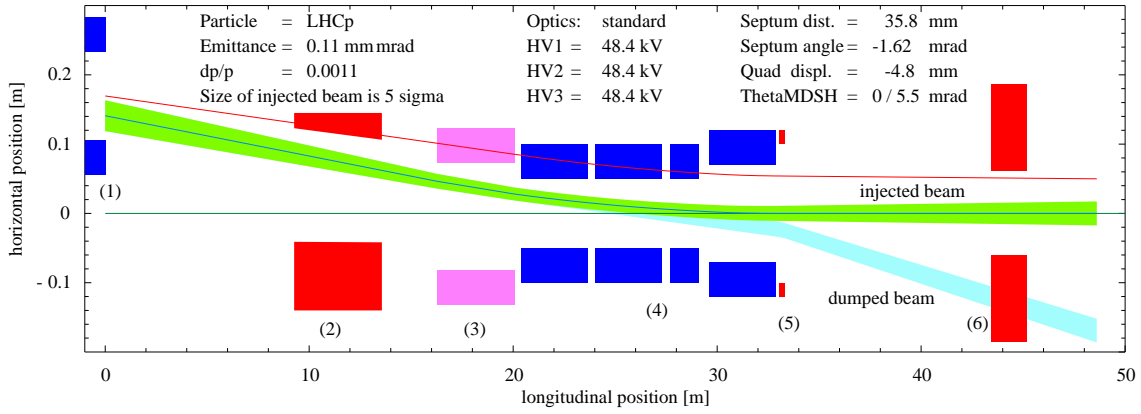 Particle = LHCp
Emittance = 0.11 mm mrad
dp/p = 0.0011
Size of injected beam is 5 sigma
Optics: standard
HV1 = 48.4 kV
HV2 = 48.4 kV
HV3 = 48.4 kV
Septum dist. = 35.8 mm
Septum angle = -1.62 mrad
Quad displ. = -4.8 mm
ThetaMDSH = 0 / 5.5 mrad
horizontal position [m]
0.2
0.1
0
- 0.1
(1)
injected beam
dumped beam
(2)
(3)
(4)
(5)
(6)
0 10 20 30 40 50
longitudinal position [m]